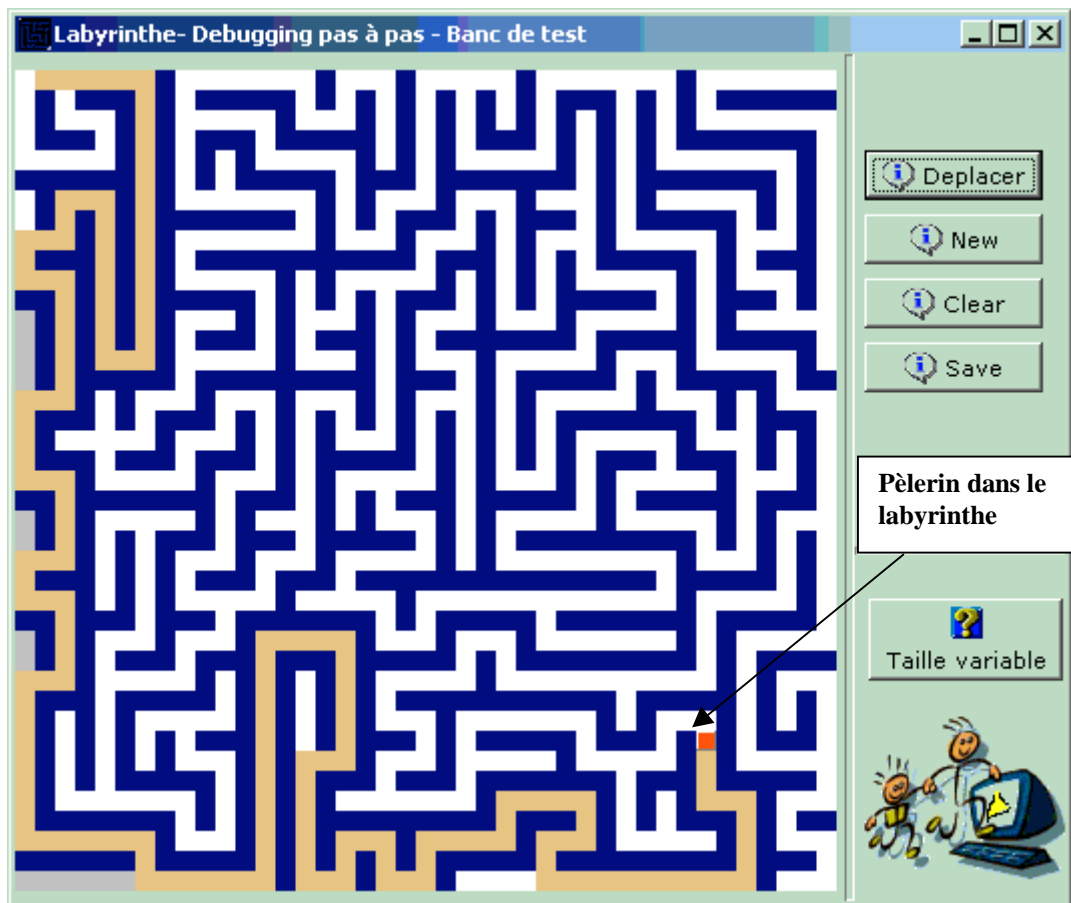 Labyrinthe- Debugging pas à pas - Banc de test
Deplacer
New
Clear
Save
Pèlerin dans le
labyrinthe
Taille variable